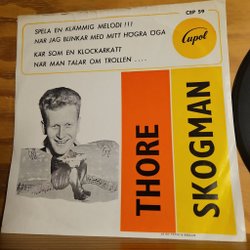 CEP 59
SPELA EN KLÄMMIG MELODI !!!
NÄR JAG BLINKAR MED MITT HÖGRA ÖGA
KÄR SOM EN KLOCKARKATT
NÄR MAN TALAR OM TROLLEN . . . .
Cupol
THORE
SKOGMAN